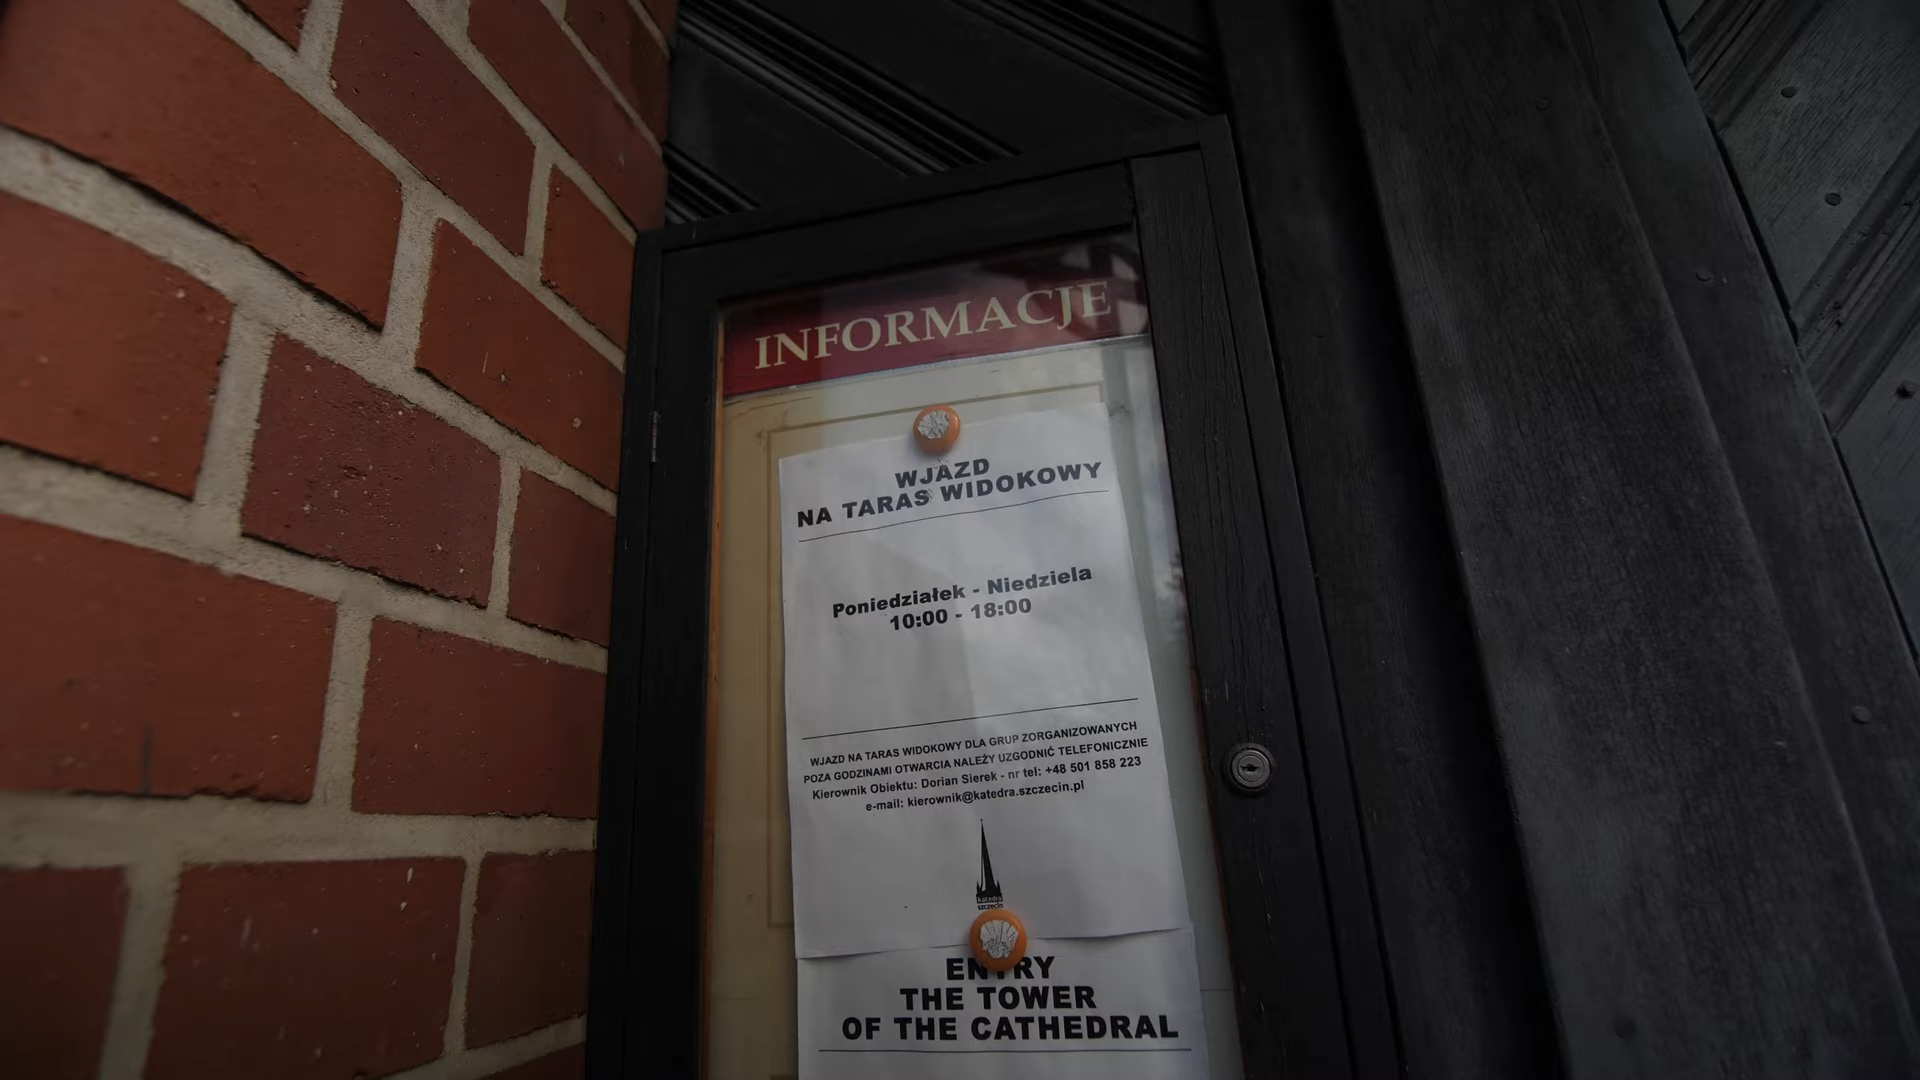 INFORMACJE
WJAZD
NA TARAS WIDOKOWY
Poniedziałek - Niedziela
10:00 - 18:00
WJAZD NA TARAS WIDOKOWY DLA GRUP ZORGANIZOWANYCH
POZA GODZINAMI OTWARCIA NALEŻY UZGODNIĆ TELEFONICZNIE
Kierownik Obiektu: Dorian Sierek - nr tel: +48 501 858 223
e-mail: kierownik@katedra.szczecin.pl
katedra
szczecin
ENTRY
THE TOWER
OF THE CATHEDRAL